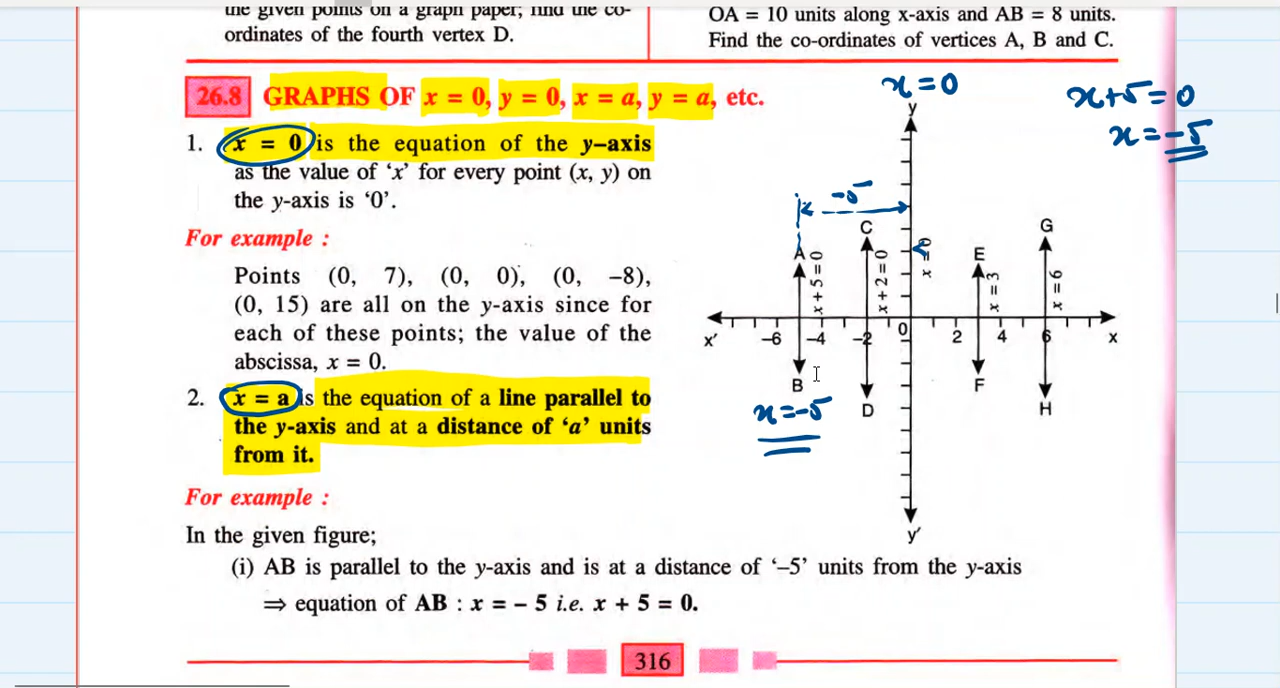 the given points on a graph paper; find the co-
ordinates of the fourth vertex D.
OA = 10 units along x-axis and AB = 8 units.
Find the co-ordinates of vertices A, B and C.
26.8 GRAPHS OF x = 0, y = 0, x = a, y = a, etc.
1. x = 0 is the equation of the y–axis
as the value of ‘x’ for every point (x, y) on
the y-axis is ‘0’.
For example :
Points (0, 7), (0, 0), (0, –8),
(0, 15) are all on the y-axis since for
each of these points; the value of the
abscissa, x = 0.
2. x = a is the equation of a line parallel to
the y-axis and at a distance of ‘a’ units
from it.
For example :
In the given figure;
(i) AB is parallel to the y-axis and is at a distance of ‘–5’ units from the y-axis
⇒ equation of AB : x = – 5 i.e. x + 5 = 0.
316
x=0
x+5=0
x=-5
y
-5
A
C
E
G
x + 5 = 0
x + 2 = 0
x = 0
x = 3
x = 6
x′ –6 –4 –2 0 2 4 6 x
B
D
F
H
x=-5
y′